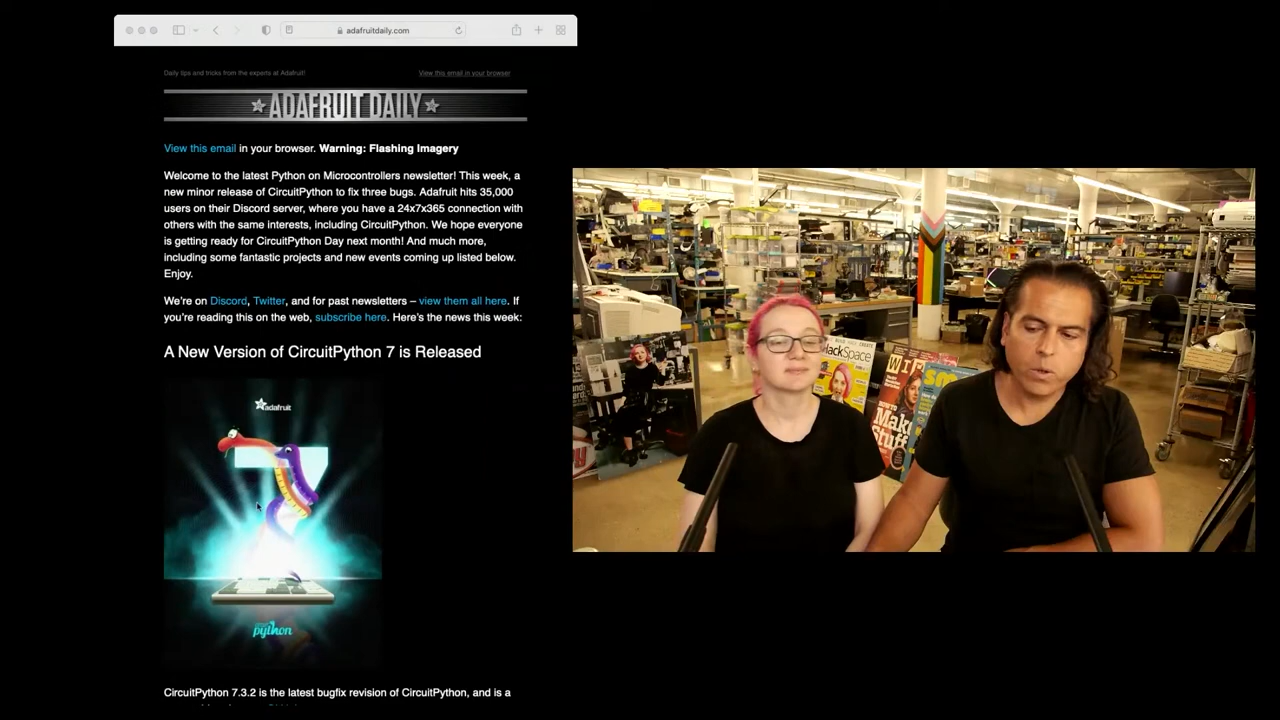 adafruitdaily.com
Daily tips and tricks from the experts at Adafruit!
View this email in your browser
ADAFRUIT DAILY
View this email in your browser. Warning: Flashing Imagery
Welcome to the latest Python on Microcontrollers newsletter! This week, a
new minor release of CircuitPython to fix three bugs. Adafruit hits 35,000
users on their Discord server, where you have a 24x7x365 connection with
others with the same interests, including CircuitPython. We hope everyone
is getting ready for CircuitPython Day next month! And much more,
including some fantastic projects and new events coming up listed below.
Enjoy.
We're on Discord, Twitter, and for past newsletters – view them all here. If
you're reading this on the web, subscribe here. Here's the news this week:
A New Version of CircuitPython 7 is Released
adafruit
7
python
CircuitPython 7.3.2 is the latest bugfix revision of CircuitPython, and is a
HackSpace
Make
Stuff